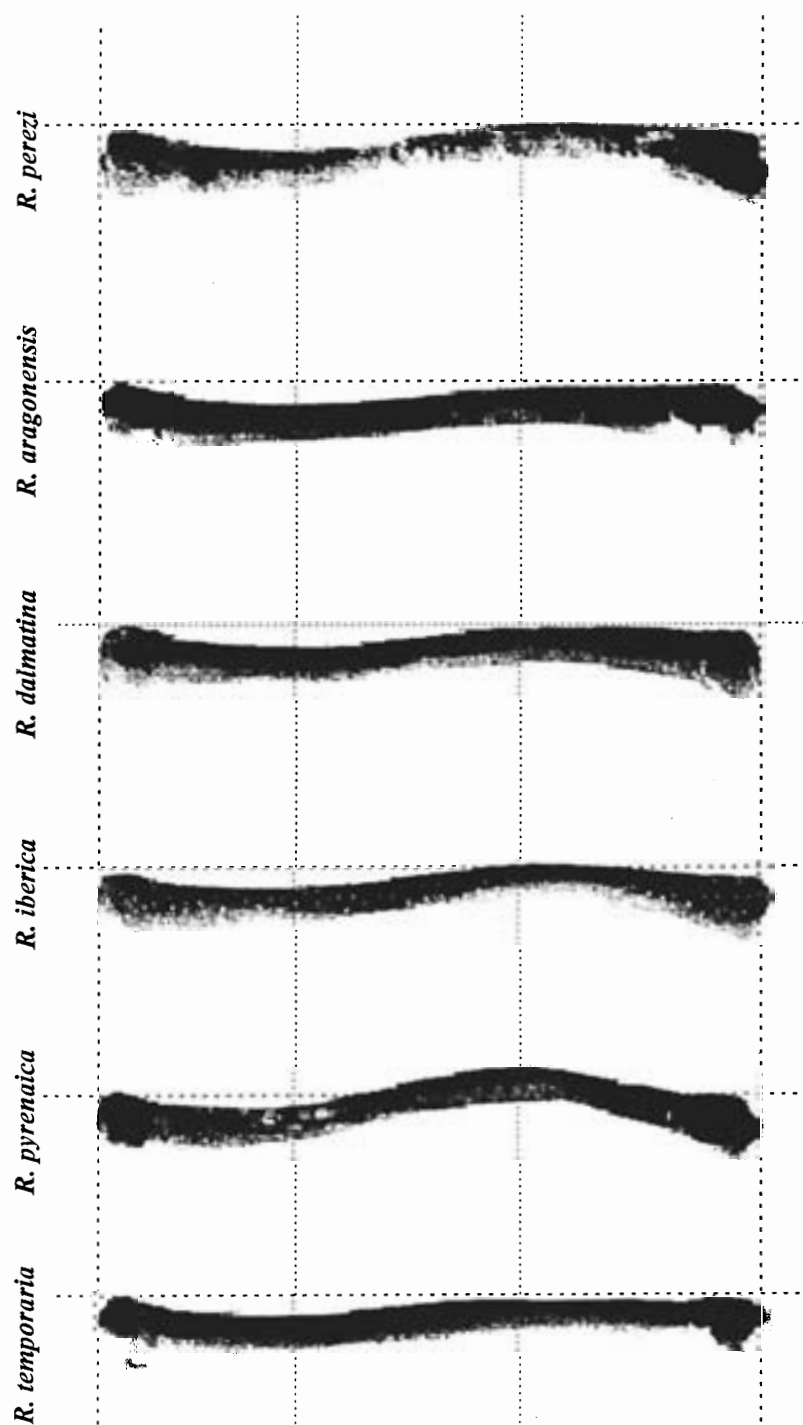 R. perezi
R. aragonensis
R. dalmatina
R. iberica
R. pyrenaica
R. temporaria